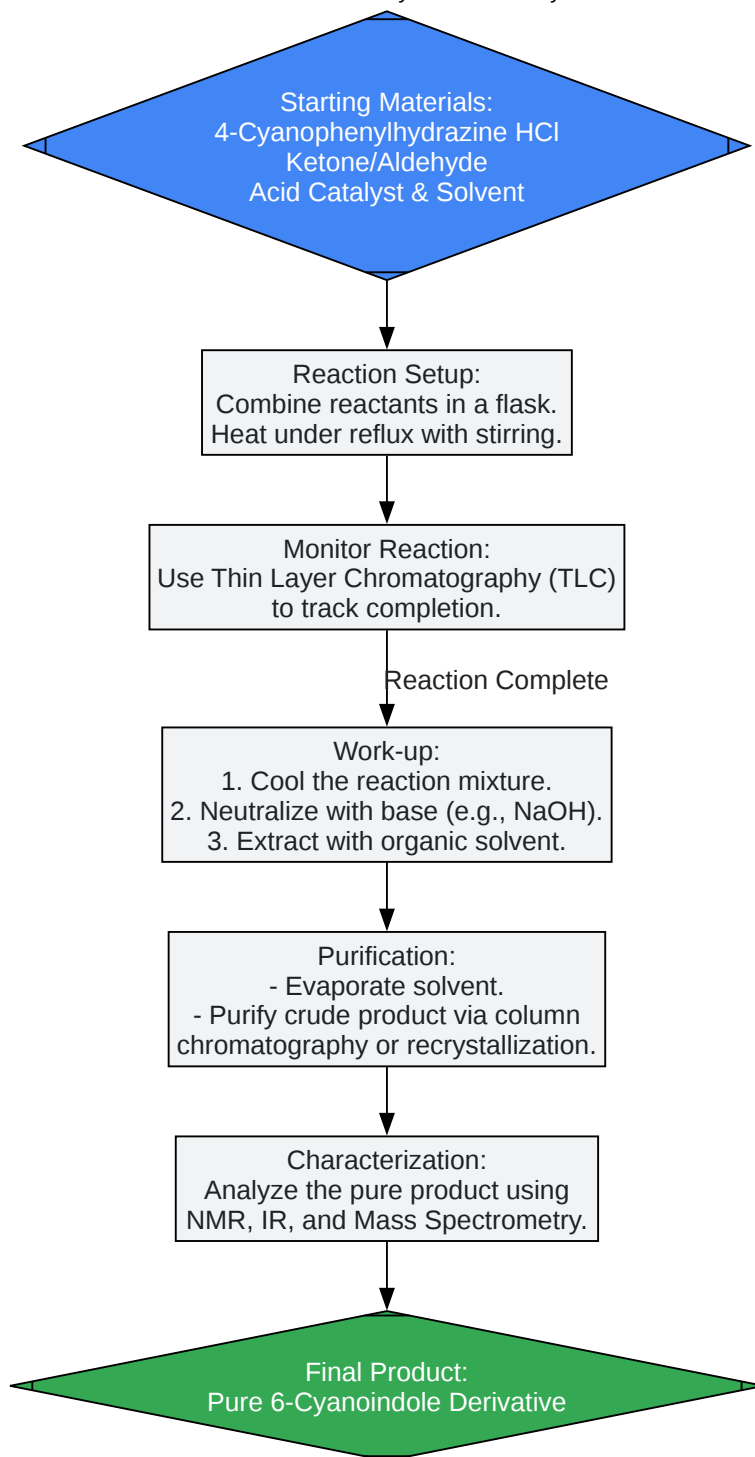 Starting Materials:
4-Cyanophenylhydrazine HCl
Ketone/Aldehyde
Acid Catalyst & Solvent
Reaction Setup:
Combine reactants in a flask.
Heat under reflux with stirring.
Monitor Reaction:
Use Thin Layer Chromatography (TLC)
to track completion.
Reaction Complete
Work-up:
1. Cool the reaction mixture.
2. Neutralize with base (e.g., NaOH).
3. Extract with organic solvent.
Purification:
- Evaporate solvent.
- Purify crude product via column
chromatography or recrystallization.
Characterization:
Analyze the pure product using
NMR, IR, and Mass Spectrometry.
Final Product:
Pure 6-Cyanoindole Derivative